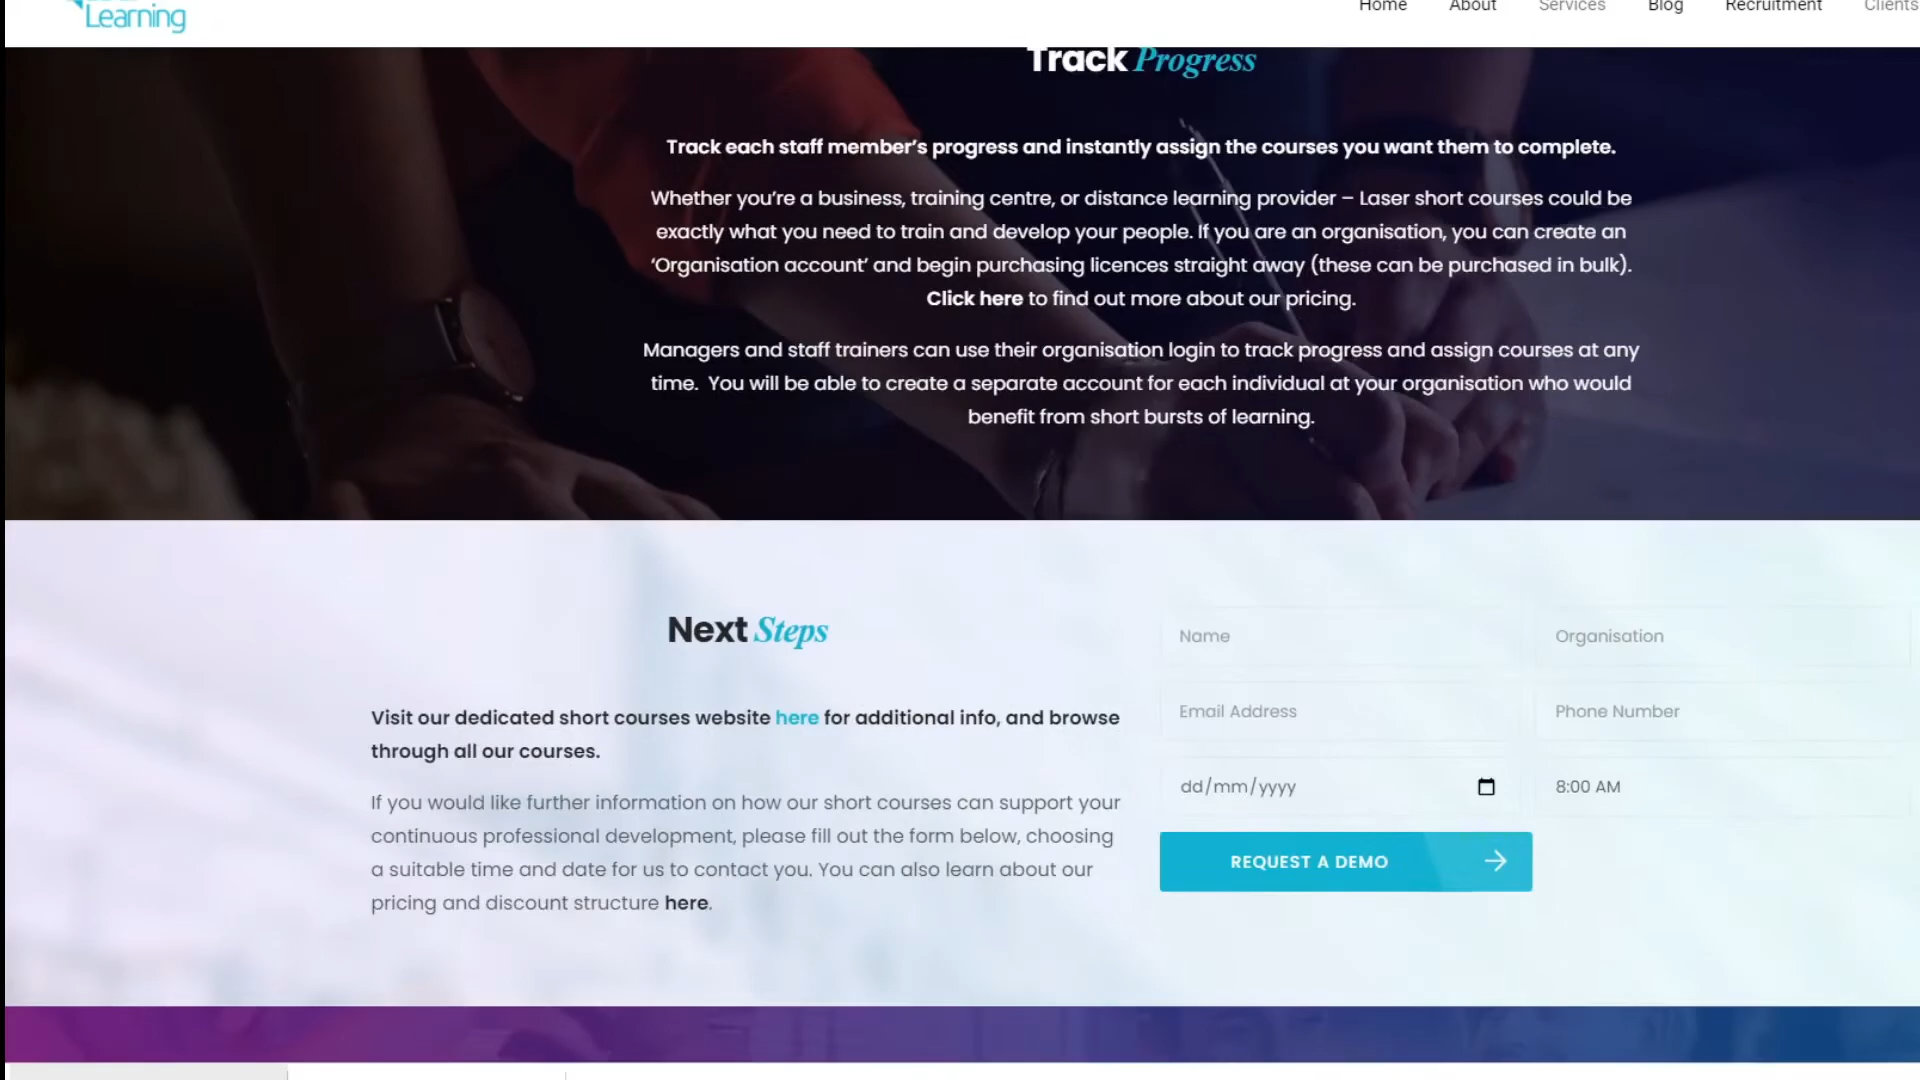 Learning
Home About Services Blog Recruitment Clients
Track Progress
Track each staff member’s progress and instantly assign the courses you want them to complete.
Whether you’re a business, training centre, or distance learning provider – Laser short courses could be
exactly what you need to train and develop your people. If you are an organisation, you can create an
‘Organisation account’ and begin purchasing licences straight away (these can be purchased in bulk).
Click here to find out more about our pricing.
Managers and staff trainers can use their organisation login to track progress and assign courses at any
time. You will be able to create a separate account for each individual at your organisation who would
benefit from short bursts of learning.
Next Steps
Visit our dedicated short courses website here for additional info, and browse
through all our courses.
If you would like further information on how our short courses can support your
continuous professional development, please fill out the form below, choosing
a suitable time and date for us to contact you. You can also learn about our
pricing and discount structure here.
Name Organisation
Email Address Phone Number
dd/mm/yyyy 8:00 AM
REQUEST A DEMO